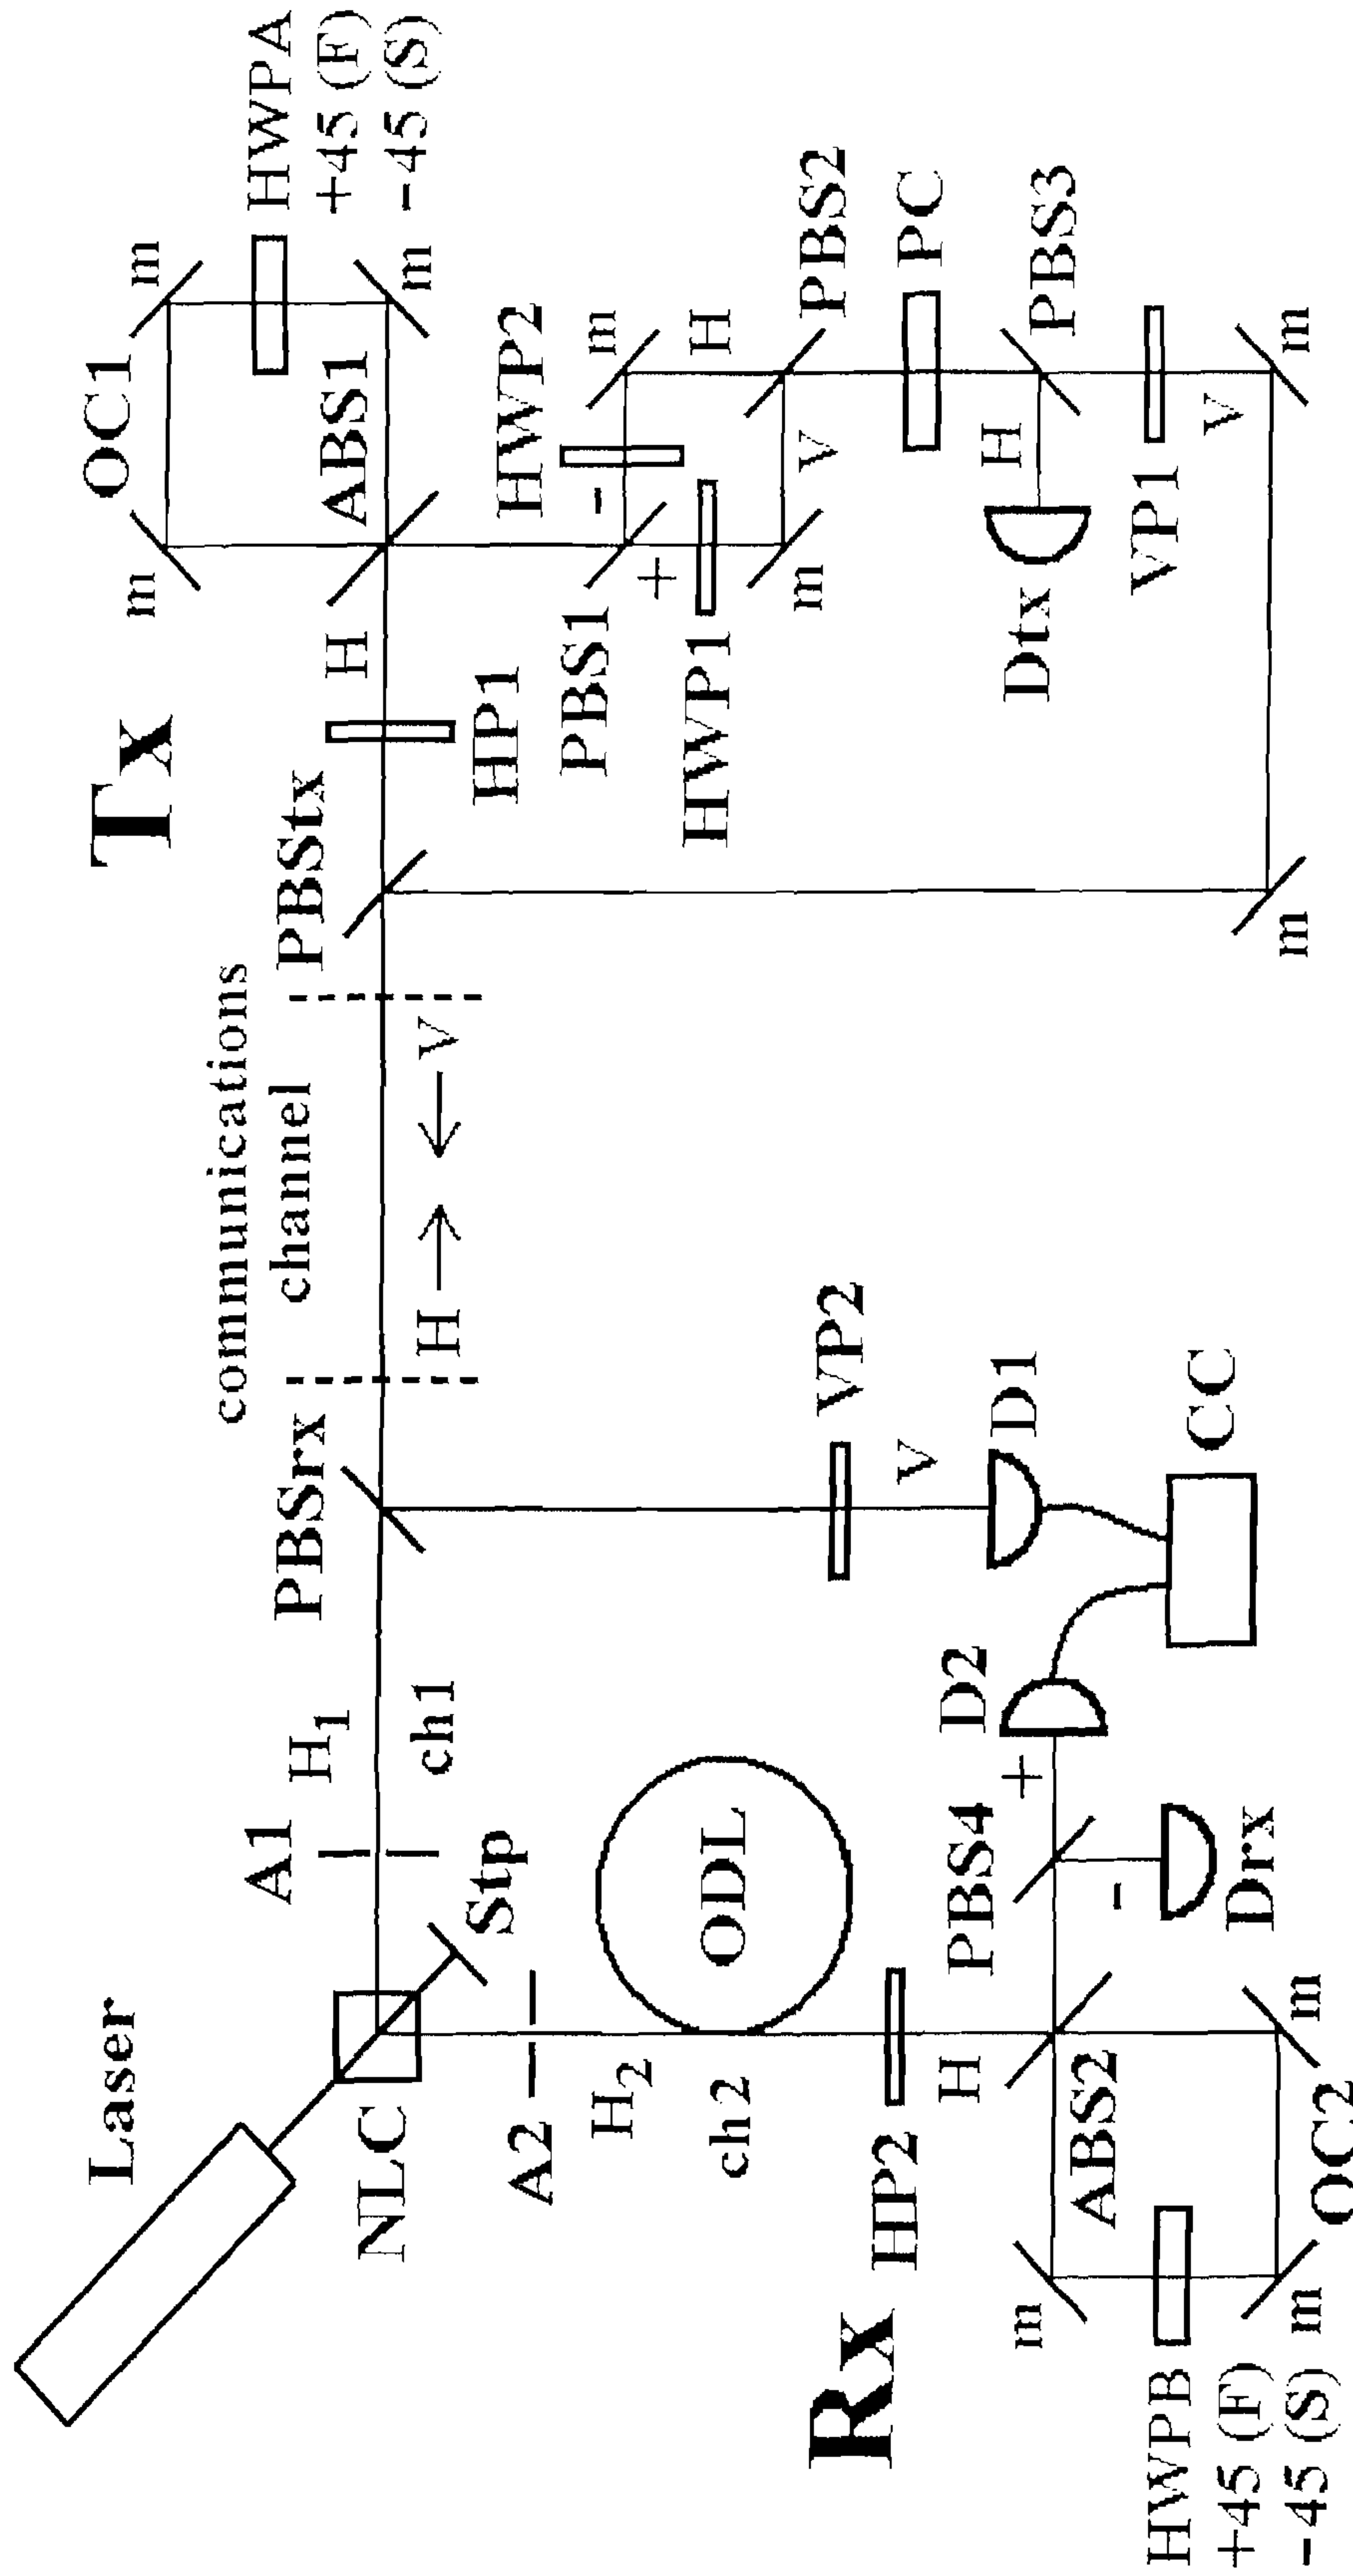 Laser
NLC
A1
H1
ch1
Stp
A2
H2
ch2
ODL
HP2
H
Rx
ABS2
OC2
m
m
m
HWPB
+45 (F)
-45 (S)
PBS4
-
Drx
+
D2
CC
D1
V
VP2
PBSrx
communications
channel
H → ← V
PBStx
Tx
HP1
H
ABS1
OC1
m
m
m
HWPA
+45 (F)
-45 (S)
PBS1
-
+
HWP2
HWP1
m
m
H
V
PBS2
PC
PBS3
H
Dtx
VP1
V
m
m